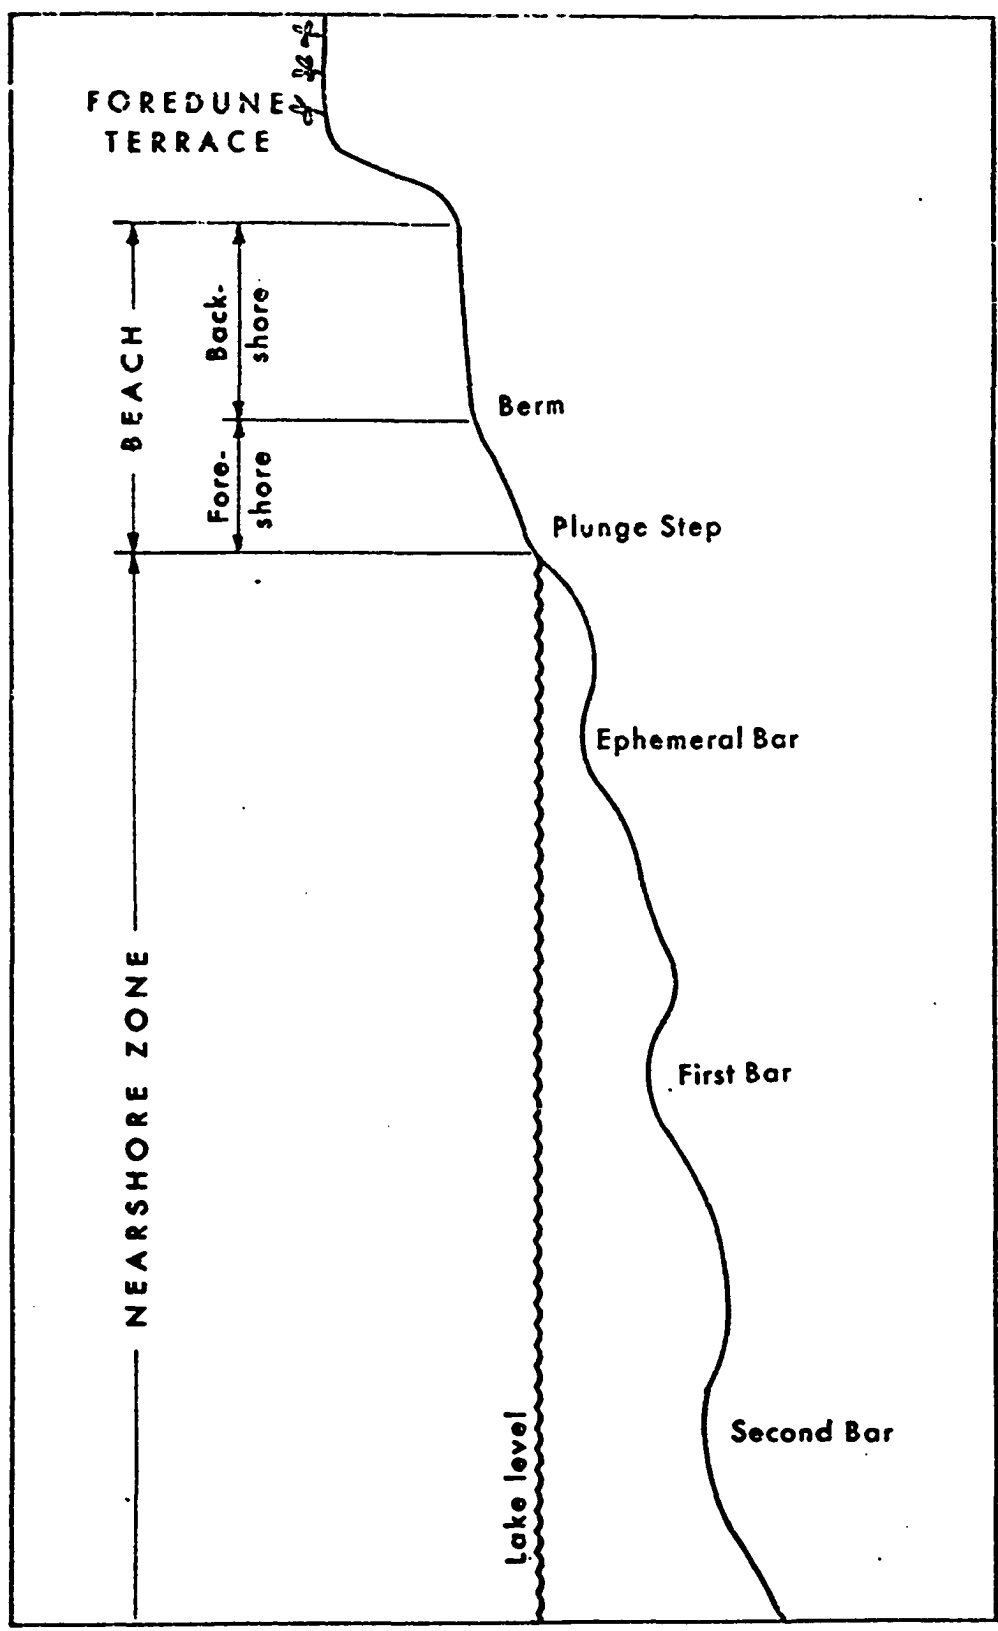 FOREDUNE
TERRACE
BEACH
Back-
shore
Fore-
shore
Berm
Plunge Step
Ephemeral Bar
NEARSHORE ZONE
First Bar
Second Bar
Lake level